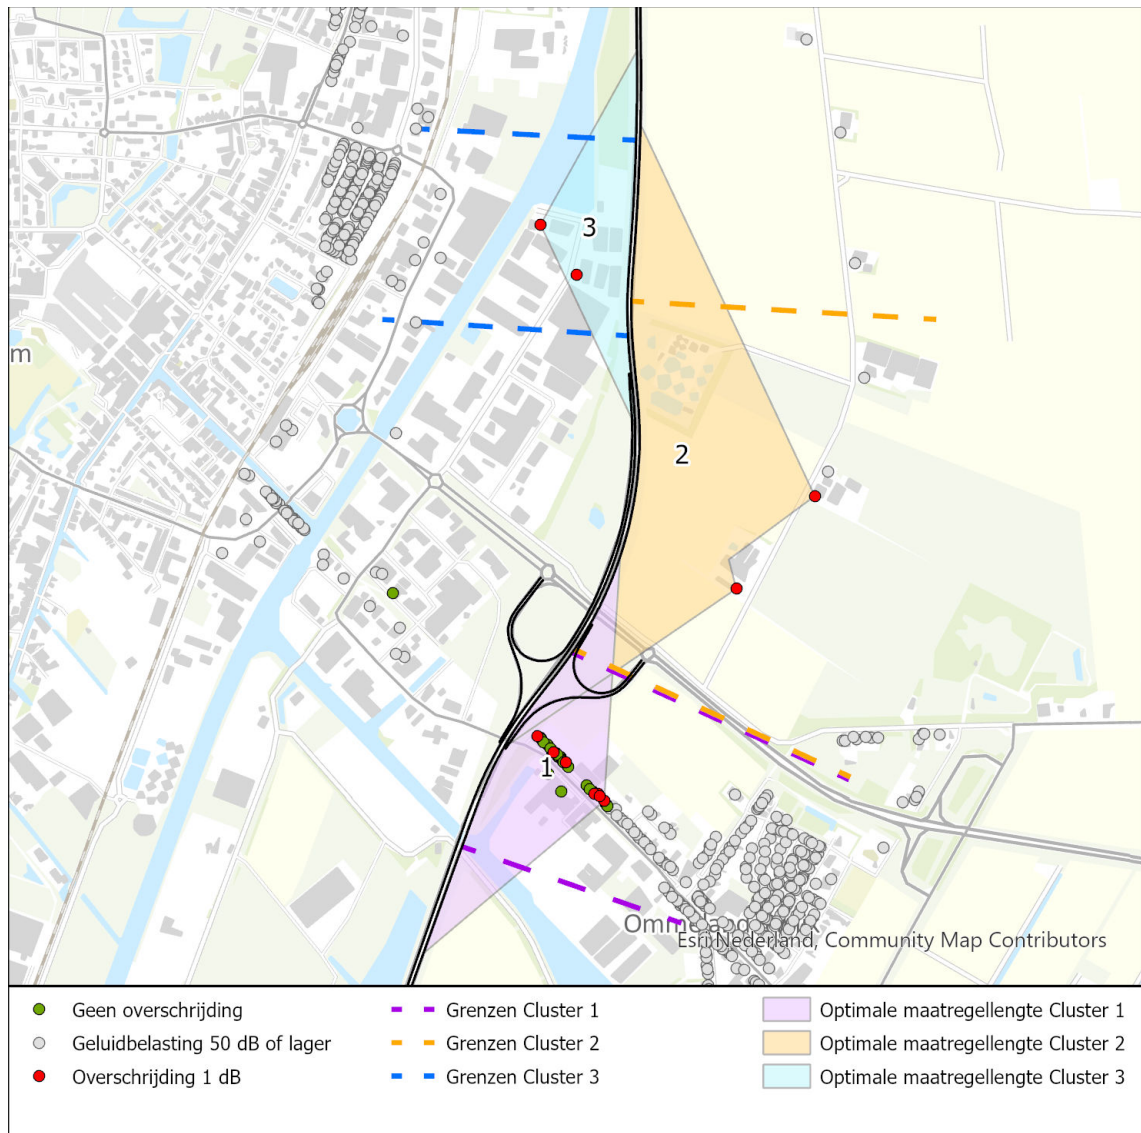 3
m
2
1
Esri Nederland, Community Map Contributors
Geen overschrijding
Geluidbelasting 50 dB of lager
Overschrijding 1 dB
Grenzen Cluster 1
Grenzen Cluster 2
Grenzen Cluster 3
Optimale maatregellengte Cluster 1
Optimale maatregellengte Cluster 2
Optimale maatregellengte Cluster 3